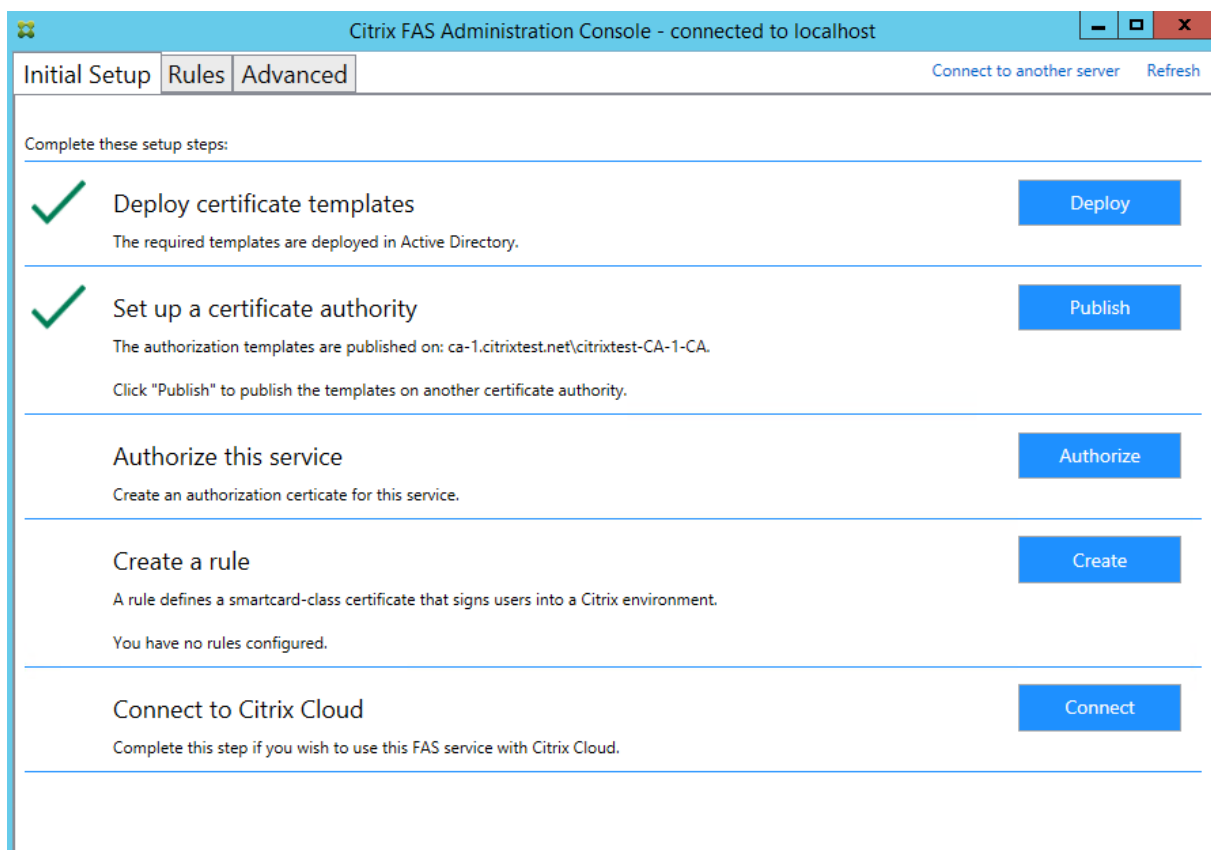 Citrix FAS Administration Console - connected to localhost
Initial Setup Rules Advanced Connect to another server Refresh
Complete these setup steps:
Deploy certificate templates Deploy
The required templates are deployed in Active Directory.
Set up a certificate authority Publish
The authorization templates are published on: ca-1.citrixtest.net\citrixtest-CA-1-CA.
Click "Publish" to publish the templates on another certificate authority.
Authorize this service Authorize
Create an authorization certicate for this service.
Create a rule Create
A rule defines a smartcard-class certificate that signs users into a Citrix environment.
You have no rules configured.
Connect to Citrix Cloud Connect
Complete this step if you wish to use this FAS service with Citrix Cloud.